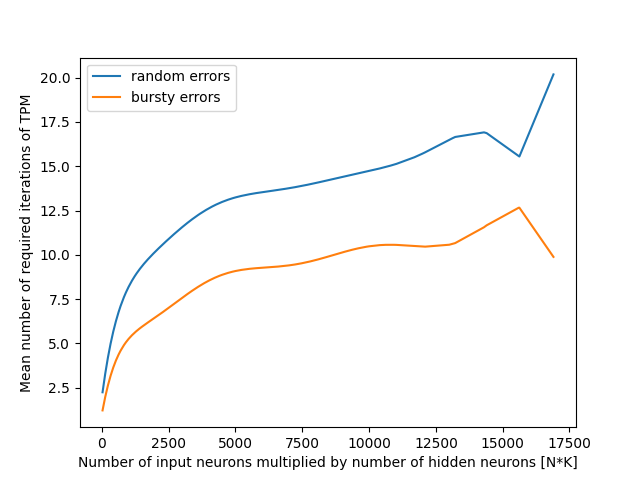 random errors
bursty errors
Mean number of required iterations of TPM
20.0
17.5
15.0
12.5
10.0
7.5
5.0
2.5
0 2500 5000 7500 10000 12500 15000 17500
Number of input neurons multiplied by number of hidden neurons [N*K]